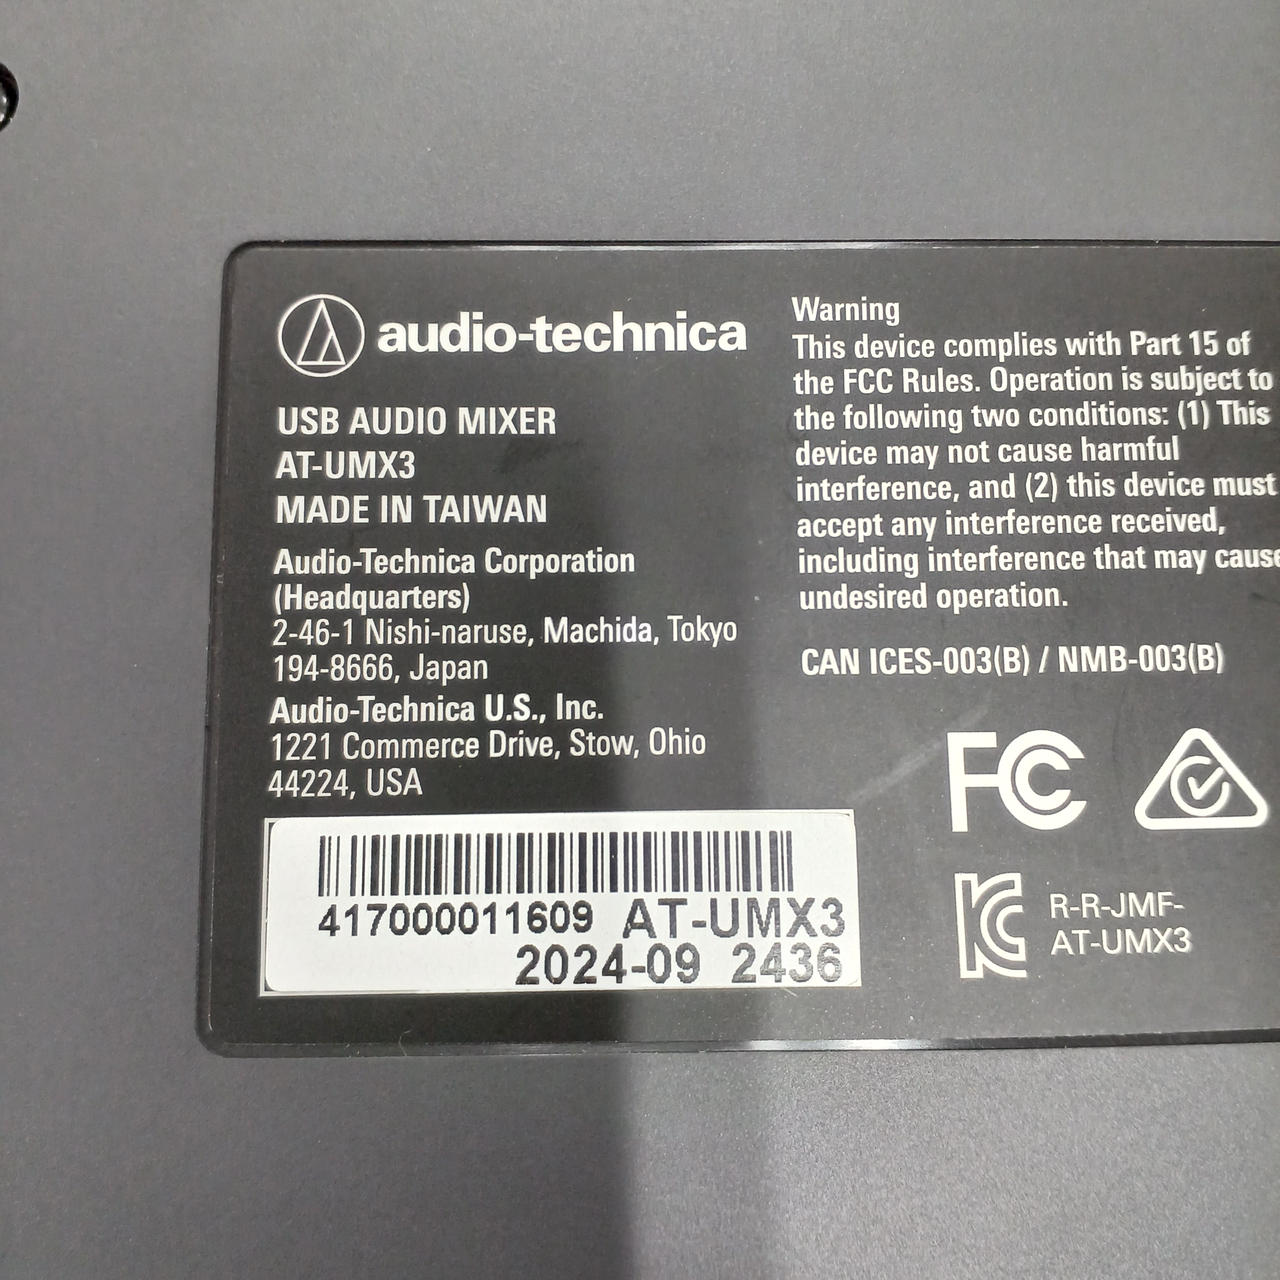 audio-technica
USB AUDIO MIXER
AT-UMX3
MADE IN TAIWAN
Audio-Technica Corporation
(Headquarters)
2-46-1 Nishi-naruse, Machida, Tokyo
194-8666, Japan
Audio-Technica U.S., Inc.
1221 Commerce Drive, Stow, Ohio
44224, USA
417000011609 AT-UMX3
2024-09 2436
Warning
This device complies with Part 15 of
the FCC Rules. Operation is subject to
the following two conditions: (1) This
device may not cause harmful
interference, and (2) this device must
accept any interference received,
including interference that may cause
undesired operation.
CAN ICES-003(B) / NMB-003(B)
FC
KC
R-R-JMF-
AT-UMX3